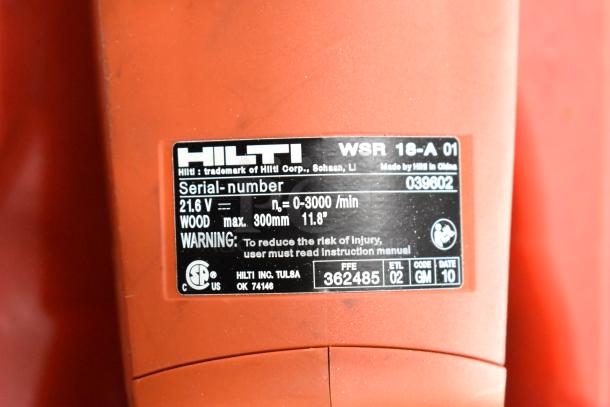 HILTI WSR 18-A 01
Hilti : trademark of Hilti Corp., Schaan, LI Made by Hilti in China
Serial-number 039602
21.6 V ⎓ n₀= 0-3000 /min
WOOD max. 300mm 11.8"
WARNING: To reduce the risk of injury,
user must read instruction manual
C SA ® US
HILTI INC. TULSA
OK 74146
FFE ETL CODE DATE
362485 02 GM 10